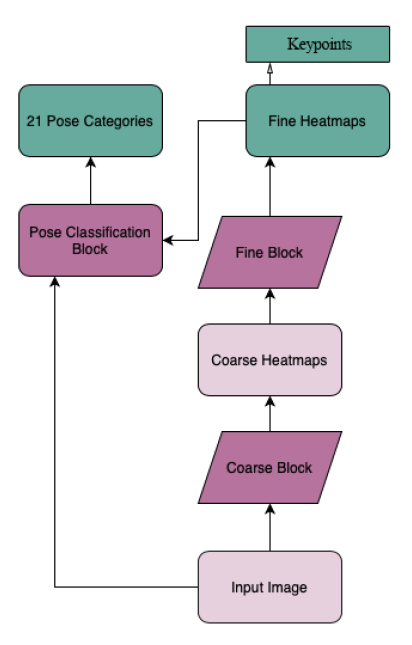 Keypoints
21 Pose Categories
Fine Heatmaps
Pose Classification
Block
Fine Block
Coarse Heatmaps
Coarse Block
Input Image